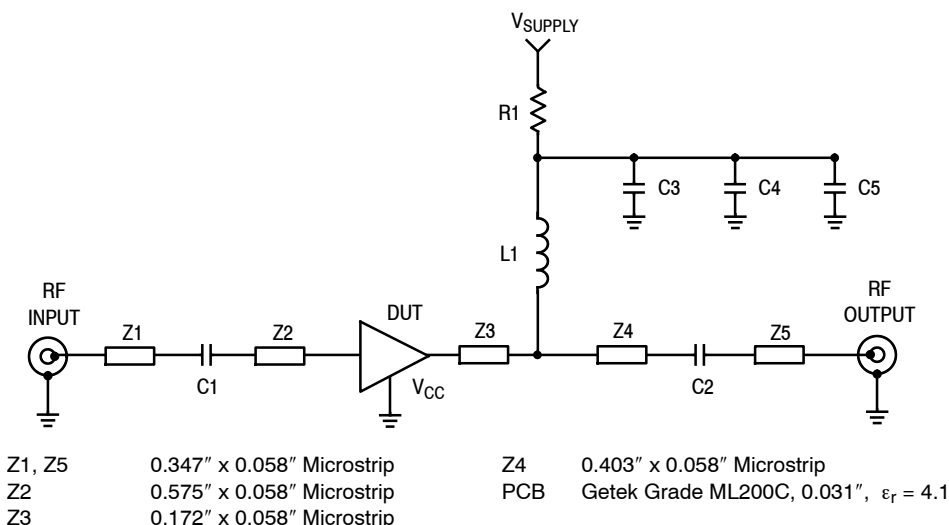 VSUPPLY
R1
C3 C4 C5
L1
RF INPUT
DUT
RF OUTPUT
Z1 Z2 Z3 Z4 Z5
C1 VCC C2
Z1, Z5 0.347″ x 0.058″ Microstrip
Z2 0.575″ x 0.058″ Microstrip
Z3 0.172″ x 0.058″ Microstrip
Z4 0.403″ x 0.058″ Microstrip
PCB Getek Grade ML200C, 0.031″, εr = 4.1